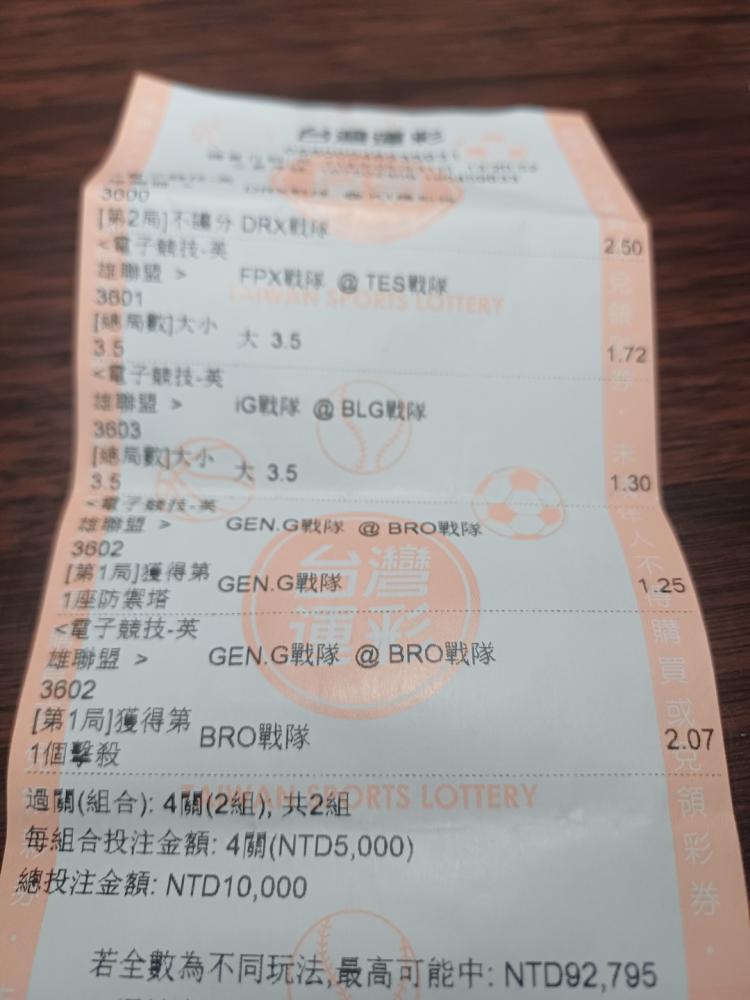 台灣運彩
3600
[第2局]不讓分 DRX戰隊 2.50
<電子競技-英
雄聯盟 > FPX戰隊 @ TES戰隊
TAIWAN SPORTS LOTTERY
3601
[總局數]大小 大 3.5
3.5 1.72
<電子競技-英
雄聯盟 > iG戰隊 @ BLG戰隊
3603
[總局數]大小 大 3.5
3.5 1.30
<電子競技-英
雄聯盟 > GEN.G戰隊 @ BRO戰隊
3602
[第1局]獲得第 GEN.G戰隊 1.25
1座防禦塔
台灣
運彩
<電子競技-英
雄聯盟 > GEN.G戰隊 @ BRO戰隊
3602
[第1局]獲得第 BRO戰隊 2.07
1個擊殺
TAIWAN SPORTS LOTTERY
過關(組合): 4關(2組), 共2組
每組合投注金額: 4關(NTD5,000)
總投注金額: NTD10,000
若全數為不同玩法,最高可能中: NTD92,795
兌領彩券‧未
年人不得購買或兌領彩券‧